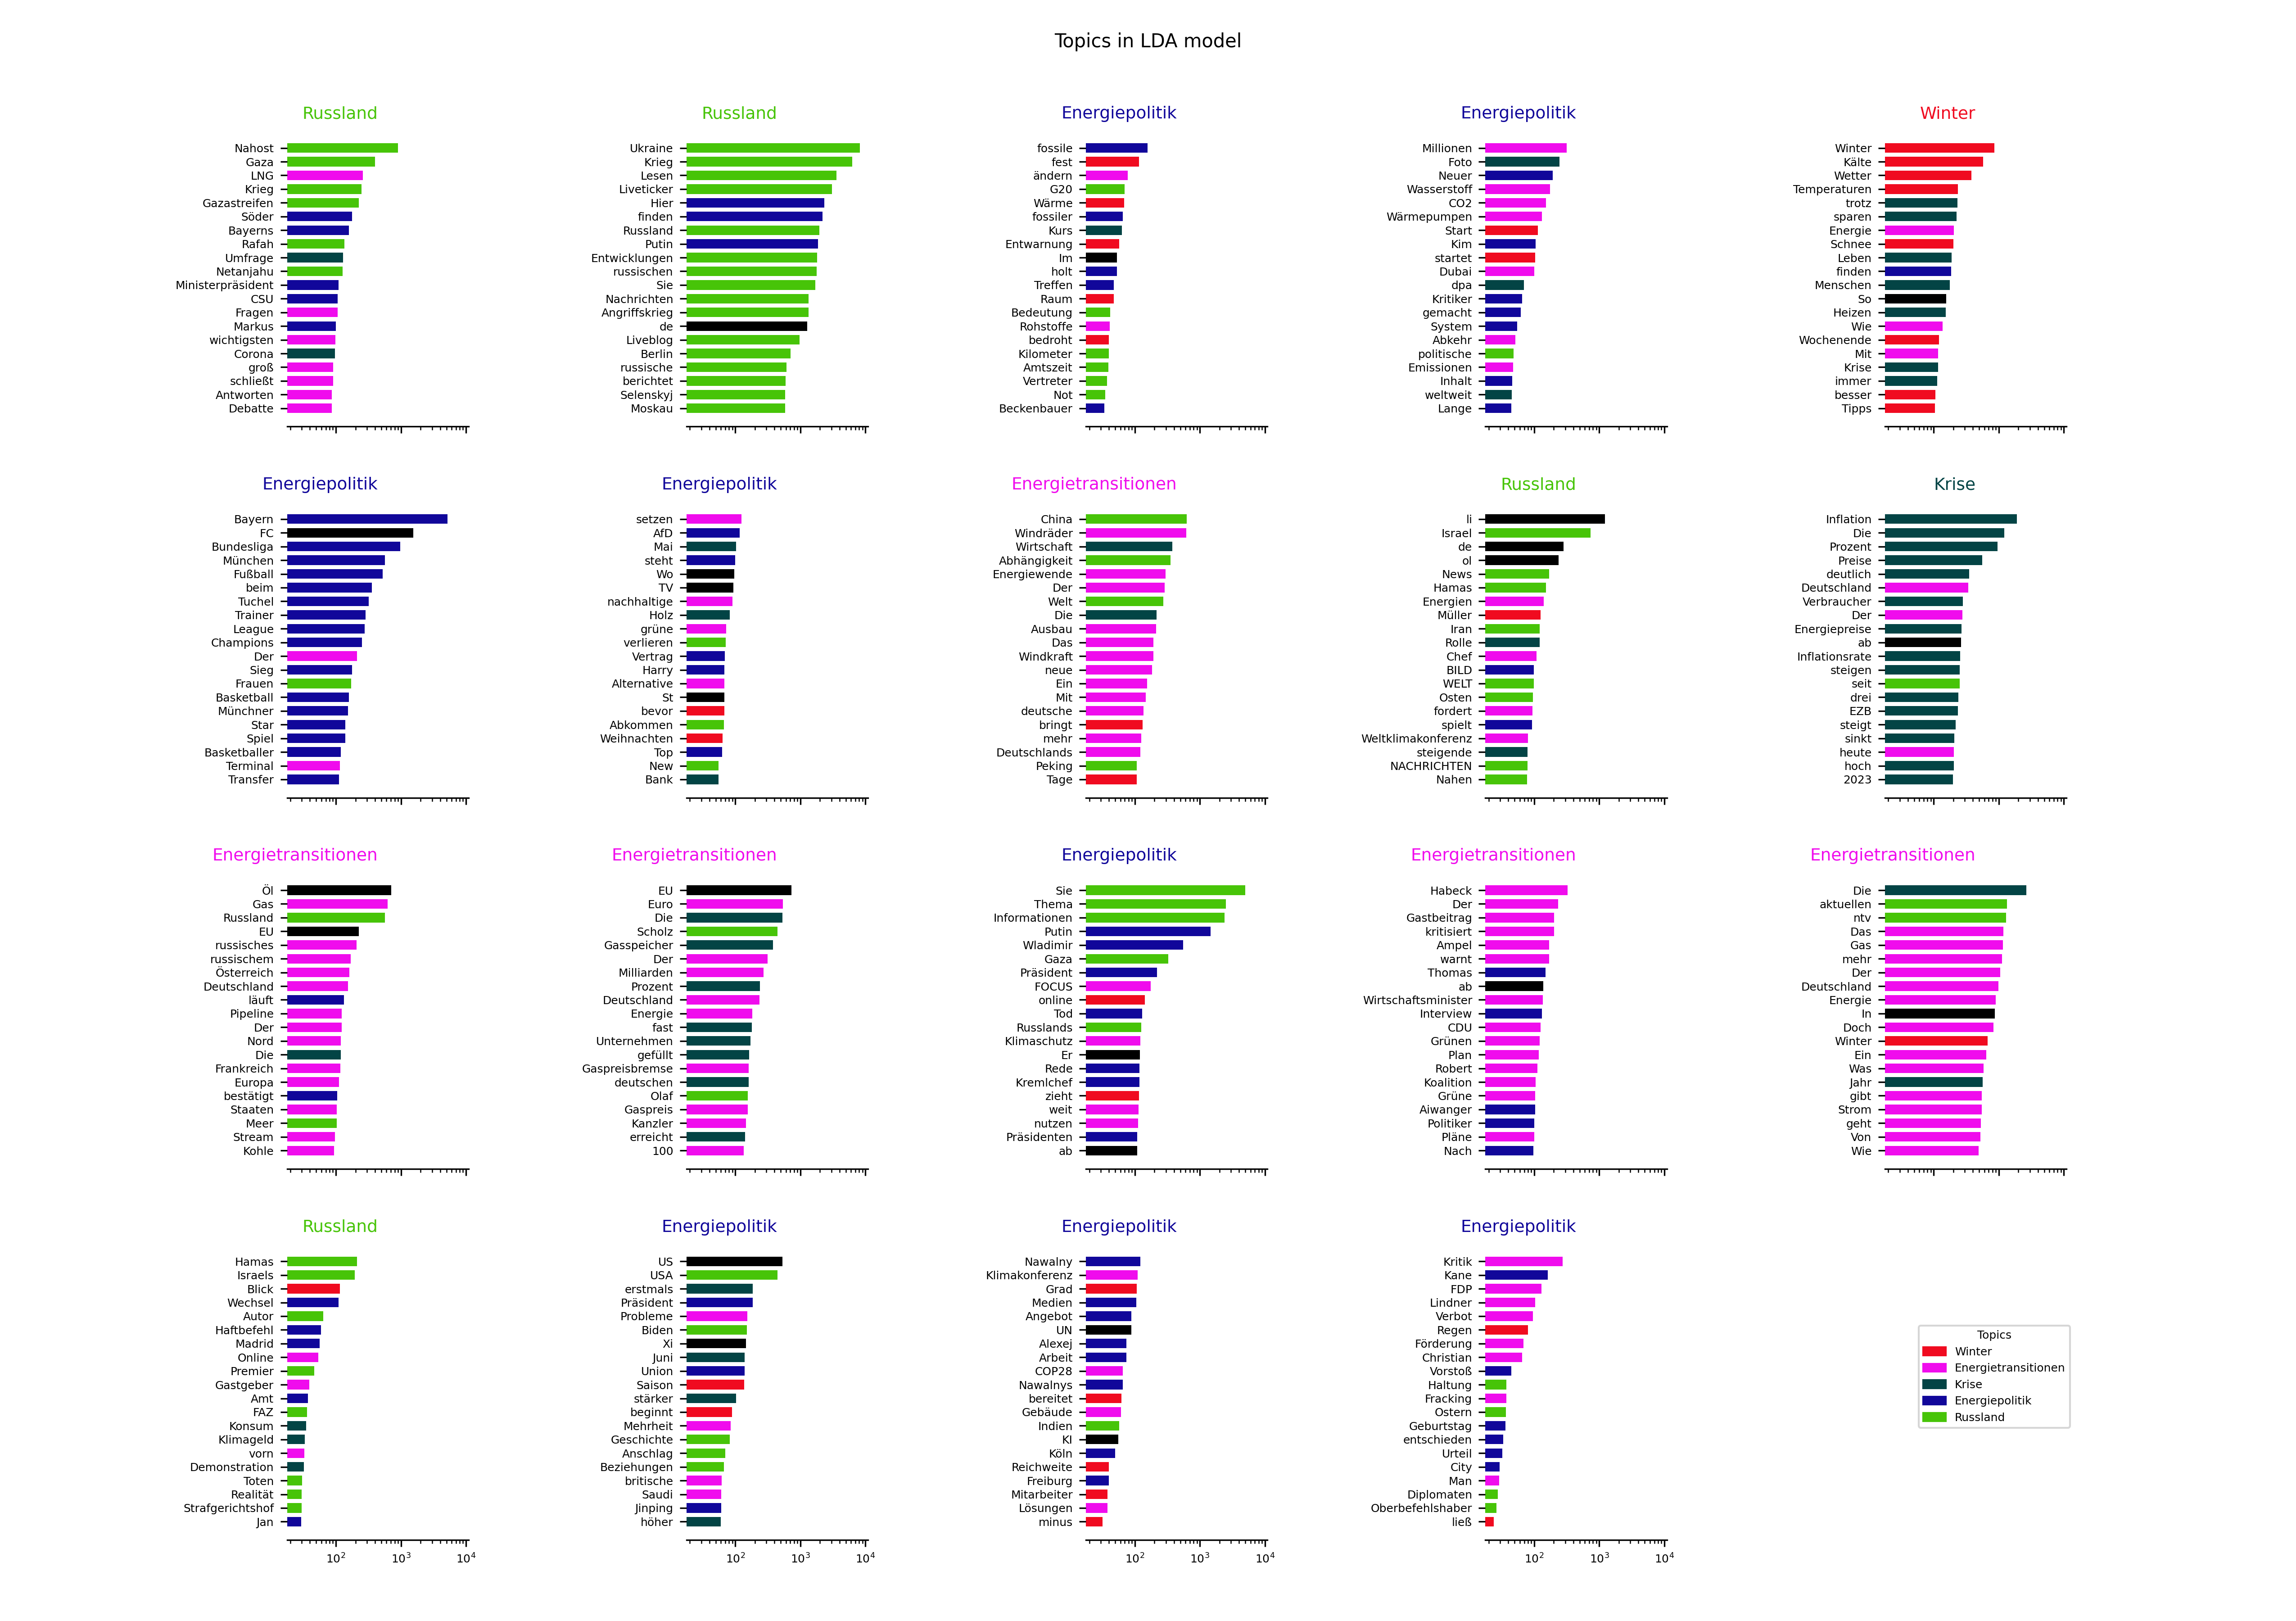 Topics in LDA model
Russland
Nahost
Gaza
LNG
Krieg
Gazastreifen
Söder
Bayerns
Rafah
Umfrage
Netanjahu
Ministerpräsident
CSU
Fragen
Markus
wichtigsten
Corona
groß
schließt
Antworten
Debatte
Russland
Ukraine
Krieg
Lesen
Liveticker
Hier
finden
Russland
Putin
Entwicklungen
russischen
Sie
Nachrichten
Angriffskrieg
de
Liveblog
Berlin
russische
berichtet
Selenskyj
Moskau
Energiepolitik
fossile
fest
ändern
G20
Wärme
fossiler
Kurs
Entwarnung
Im
holt
Treffen
Raum
Bedeutung
Rohstoffe
bedroht
Kilometer
Amtszeit
Vertreter
Not
Beckenbauer
Energiepolitik
Millionen
Foto
Neuer
Wasserstoff
CO2
Wärmepumpen
Start
Kim
startet
Dubai
dpa
Kritiker
gemacht
System
Abkehr
politische
Emissionen
Inhalt
weltweit
Lange
Winter
Winter
Kälte
Wetter
Temperaturen
trotz
sparen
Energie
Schnee
Leben
finden
Menschen
So
Heizen
Wie
Wochenende
Mit
Krise
immer
besser
Tipps
Energiepolitik
Bayern
FC
Bundesliga
München
Fußball
beim
Tuchel
Trainer
League
Champions
Der
Sieg
Frauen
Basketball
Münchner
Star
Spiel
Basketballer
Terminal
Transfer
Energiepolitik
setzen
AfD
Mai
steht
Wo
TV
nachhaltige
Holz
grüne
verlieren
Vertrag
Harry
Alternative
St
bevor
Abkommen
Weihnachten
Top
New
Bank
Energietransitionen
China
Windräder
Wirtschaft
Abhängigkeit
Energiewende
Der
Welt
Die
Ausbau
Das
Windkraft
neue
Ein
Mit
deutsche
bringt
mehr
Deutschlands
Peking
Tage
Russland
li
Israel
de
ol
News
Hamas
Energien
Müller
Iran
Rolle
Chef
BILD
WELT
Osten
fordert
spielt
Weltklimakonferenz
steigende
NACHRICHTEN
Nahen
Krise
Inflation
Die
Prozent
Preise
deutlich
Deutschland
Verbraucher
Der
Energiepreise
ab
Inflationsrate
steigen
seit
drei
EZB
steigt
sinkt
heute
hoch
2023
Energietransitionen
Öl
Gas
Russland
EU
russisches
russischem
Österreich
Deutschland
läuft
Pipeline
Der
Nord
Die
Frankreich
Europa
bestätigt
Staaten
Meer
Stream
Kohle
Energietransitionen
EU
Euro
Die
Scholz
Gasspeicher
Der
Milliarden
Prozent
Deutschland
Energie
fast
Unternehmen
gefüllt
Gaspreisbremse
deutschen
Olaf
Gaspreis
Kanzler
erreicht
100
Energiepolitik
Sie
Thema
Informationen
Putin
Wladimir
Gaza
Präsident
FOCUS
online
Tod
Russlands
Klimaschutz
Er
Rede
Kremlchef
zieht
weit
nutzen
Präsidenten
ab
Energietransitionen
Habeck
Der
Gastbeitrag
kritisiert
Ampel
warnt
Thomas
ab
Wirtschaftsminister
Interview
CDU
Grünen
Plan
Robert
Koalition
Grüne
Aiwanger
Politiker
Pläne
Nach
Energietransitionen
Die
aktuellen
ntv
Das
Gas
mehr
Der
Deutschland
Energie
In
Doch
Winter
Ein
Was
Jahr
gibt
Strom
geht
Von
Wie
Russland
Hamas
Israels
Blick
Wechsel
Autor
Haftbefehl
Madrid
Online
Premier
Gastgeber
Amt
FAZ
Konsum
Klimageld
vorn
Demonstration
Toten
Realität
Strafgerichtshof
Jan
10² 10³ 10⁴
Energiepolitik
US
USA
erstmals
Präsident
Probleme
Biden
Xi
Juni
Union
Saison
stärker
beginnt
Mehrheit
Geschichte
Anschlag
Beziehungen
britische
Saudi
Jinping
höher
10² 10³ 10⁴
Energiepolitik
Nawalny
Klimakonferenz
Grad
Medien
Angebot
UN
Alexej
Arbeit
COP28
Nawalnys
bereitet
Gebäude
Indien
KI
Köln
Reichweite
Freiburg
Mitarbeiter
Lösungen
minus
10² 10³ 10⁴
Energiepolitik
Kritik
Kane
FDP
Lindner
Verbot
Regen
Förderung
Christian
Vorstoß
Haltung
Fracking
Ostern
Geburtstag
entschieden
Urteil
City
Man
Diplomaten
Oberbefehlshaber
ließ
10² 10³ 10⁴
Topics
Winter
Energietransitionen
Krise
Energiepolitik
Russland